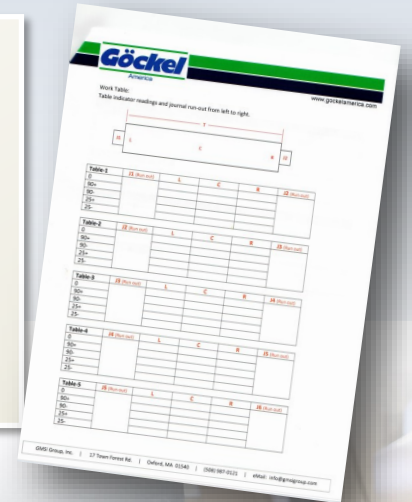 Göckel
America
www.gockelamerica.com
Work Table:
Table indicator readings and journal run-out from left to right.
T
J1 L C R J2
Table-1 J1 (Run out) L C R J2 (Run out)
0
90+
90-
25+
25-
Table-2 J2 (Run out) L C R J3 (Run out)
0
90+
90-
25+
25-
Table-3 J3 (Run out) L C R J4 (Run out)
0
90+
90-
25+
25-
Table-4 J4 (Run out) L C R J5 (Run out)
0
90+
90-
25+
25-
Table-5 J5 (Run out) L C R J6 (Run out)
0
90+
90-
25+
25-
GMSI Group, Inc. | 17 Town Forest Rd. | Oxford, MA 01540 | (508) 987-0121 | eMail: info@gmsigroup.com